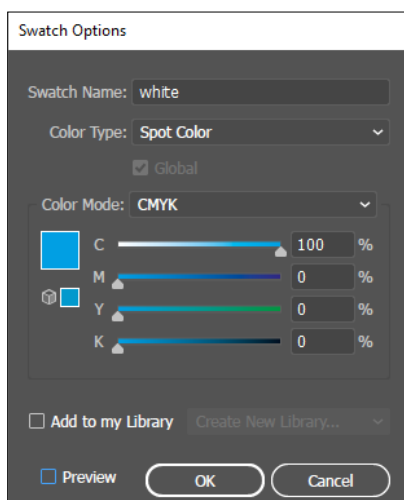 Swatch Options
Swatch Name: white
Color Type: Spot Color
Global
Color Mode: CMYK
C 100 %
M 0 %
Y 0 %
K 0 %
Add to my Library Create New Library...
Preview OK Cancel